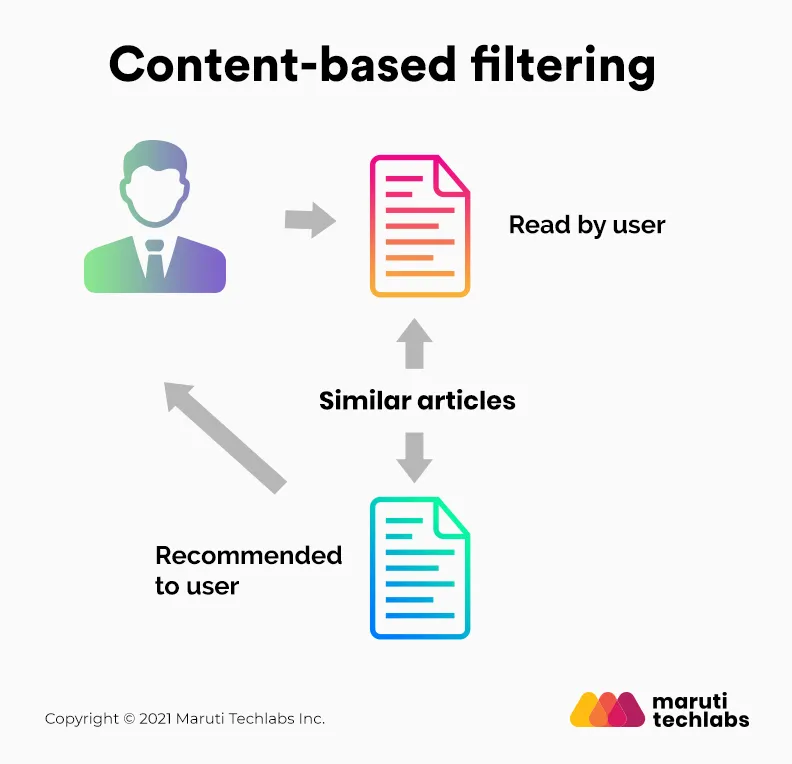 Content-based filtering
Read by user
Similar articles
Recommended
to user
Copyright © 2021 Maruti Techlabs Inc.
maruti
techlabs